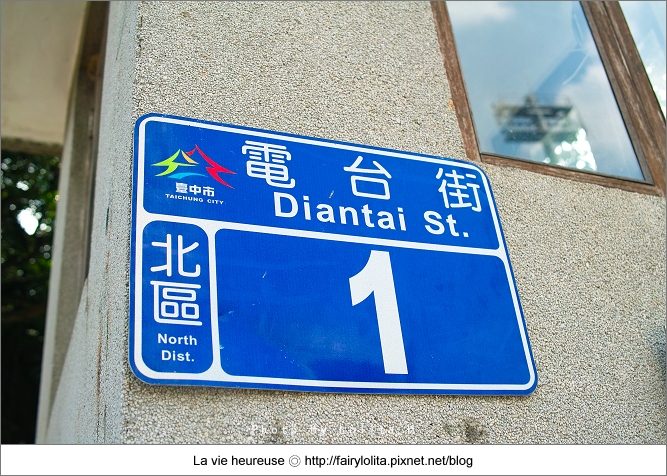 電台街
Diantai St.
臺中市
TAICHUNG CITY
北區
North
Dist.
1
La vie heureuse ◎ http://fairylolita.pixnet.net/blog